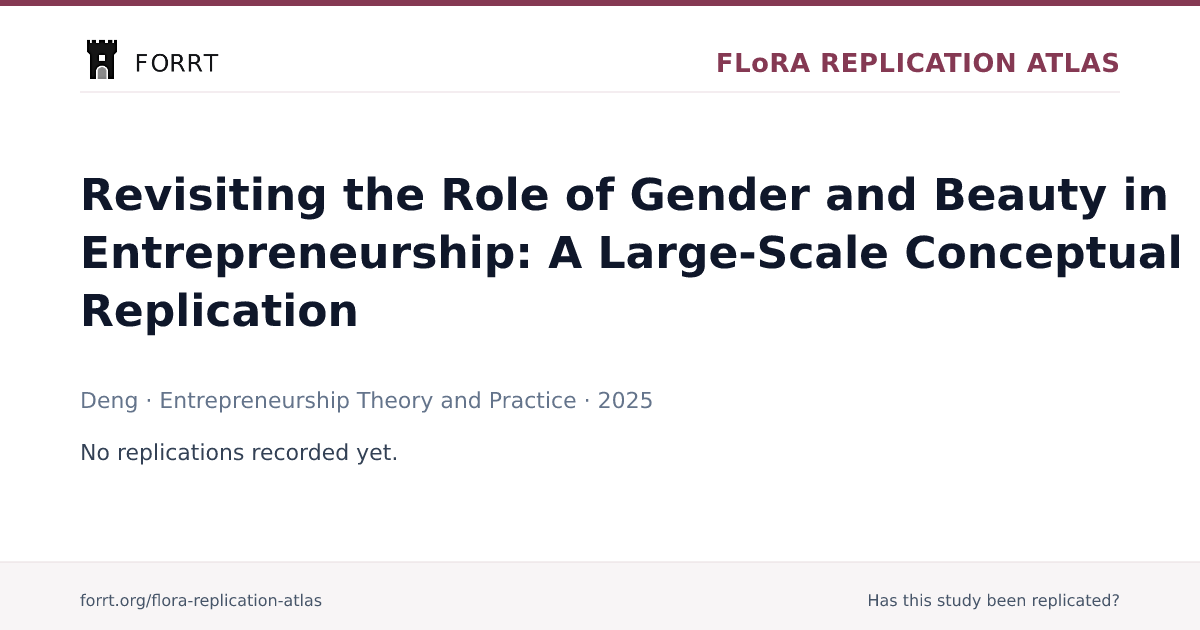 FORRT
FLoRA REPLICATION ATLAS
Revisiting the Role of Gender and Beauty in
Entrepreneurship: A Large-Scale Conceptual
Replication
Deng · Entrepreneurship Theory and Practice · 2025
No replications recorded yet.
forrt.org/flora-replication-atlas
Has this study been replicated?